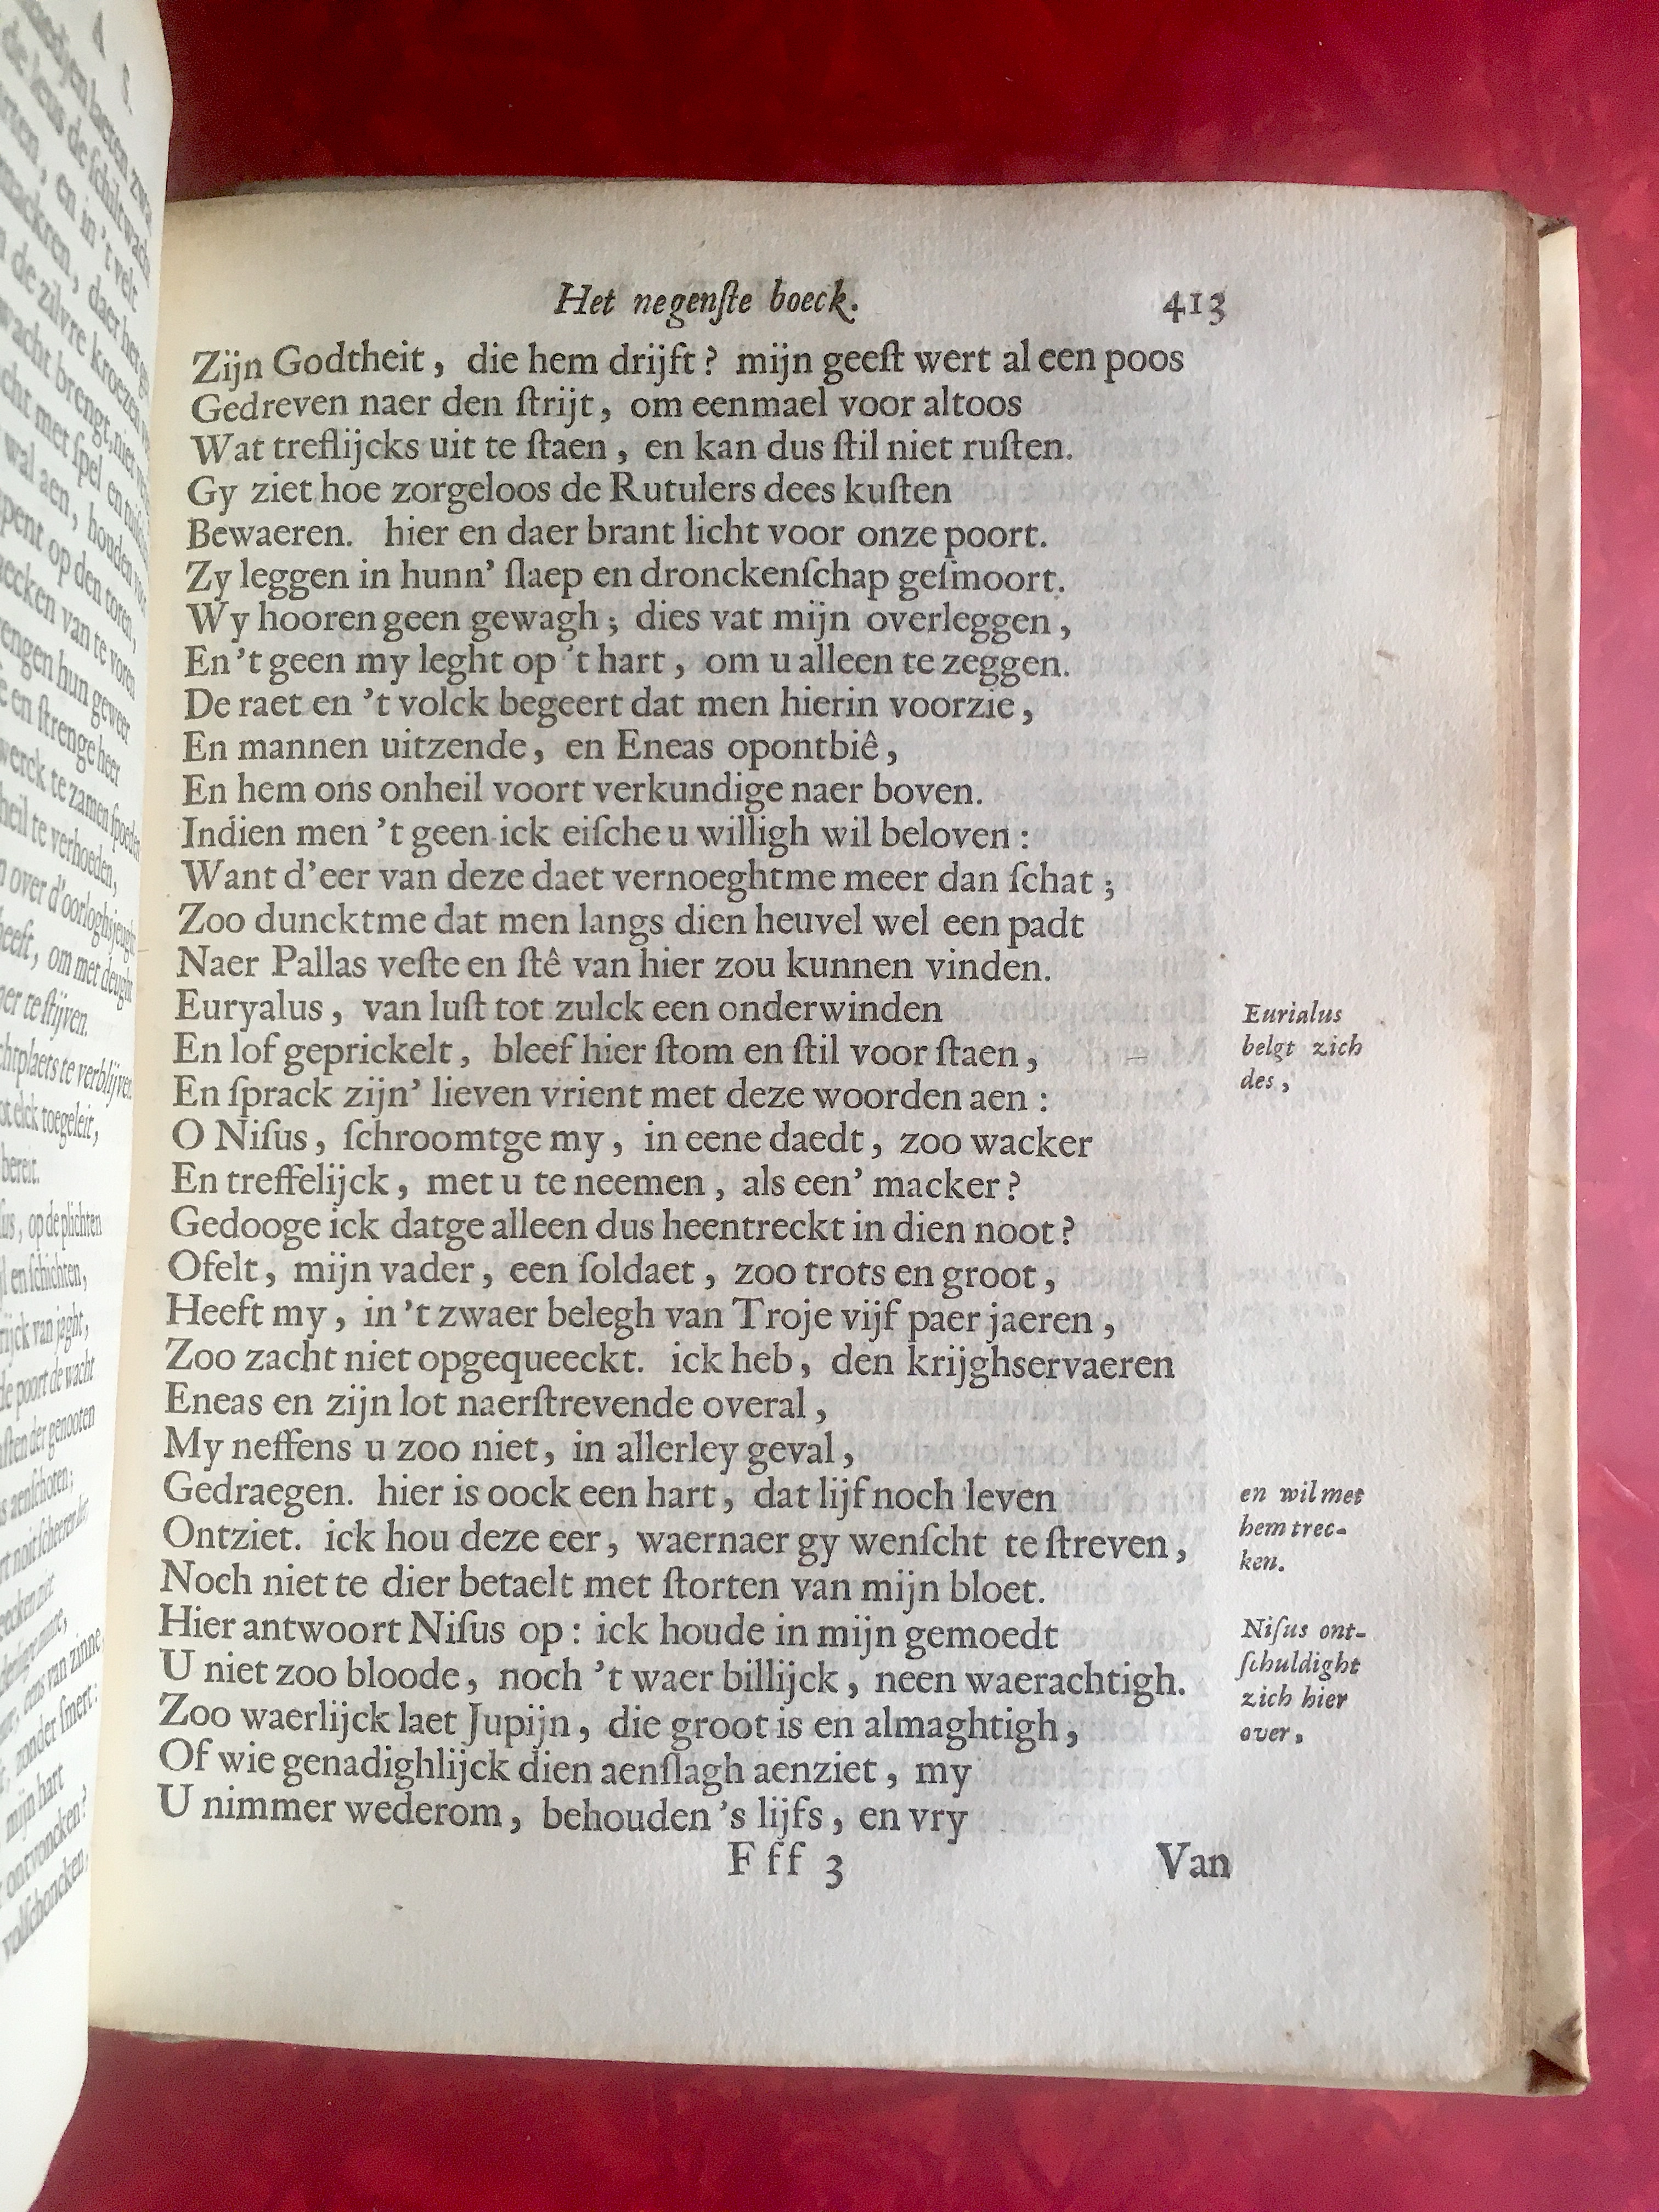 Het negenſte boeck. 413
Zijn Godtheit, die hem drijft? mijn geeſt wert al een poos
Gedreven naer den ſtrijt, om eenmael voor altoos
Wat treflijcks uit te ſtaen, en kan dus ſtil niet ruſten.
Gy ziet hoe zorgeloos de Rutulers dees kuſten
Bewaeren. hier en daer brant licht voor onze poort.
Zy leggen in hunn’ ſlaep en dronckenſchap geſmoort.
Wy hooren geen gewagh; dies vat mijn overleggen,
En ’t geen my leght op ’t hart, om u alleen te zeggen.
De raet en ’t volck begeert dat men hierin voorzie,
En mannen uitzende, en Eneas opontbiê,
En hem ons onheil voort verkundige naer boven.
Indien men ’t geen ick eiſche u willigh wil beloven:
Want d’eer van deze daet vernoeghtme meer dan ſchat;
Zoo duncktme dat men langs dien heuvel wel een padt
Naer Pallas veſte en ſtê van hier zou kunnen vinden.
Euryalus, van luſt tot zulck een onderwinden
En lof geprickelt, bleef hier ſtom en ſtil voor ſtaen,
En ſprack zijn’ lieven vrient met deze woorden aen:
O Niſus, ſchroomtge my, in eene daedt, zoo wacker
En treffelijck, met u te neemen, als een’ macker?
Gedooge ick datge alleen dus heentreckt in dien noot?
Ofelt, mijn vader, een ſoldaet, zoo trots en groot,
Heeft my, in ’t zwaer belegh van Troje vijf paer jaeren,
Zoo zacht niet opgequeeckt. ick heb, den krijghservaeren
Eneas en zijn lot naerſtrevende overal,
My neffens u zoo niet, in allerley geval,
Gedraegen. hier is oock een hart, dat lijf noch leven
Ontziet. ick hou deze eer, waernaer gy wenſcht te ſtreven,
Noch niet te dier betaelt met ſtorten van mijn bloet.
Hier antwoort Niſus op: ick houde in mijn gemoedt
U niet zoo bloode, noch ’t waer billijck, neen waerachtigh.
Zoo waerlijck laet Jupijn, die groot is en almaghtigh,
Of wie genadighlijck dien aenſlagh aenziet, my
U nimmer wederom, behouden ’s lijfs, en vry
Fff 3 Van
Eurialus
belgt zich
des,
en wil met
hem trec-
ken.
Niſus ont-
ſchuldight
zich hier
over,